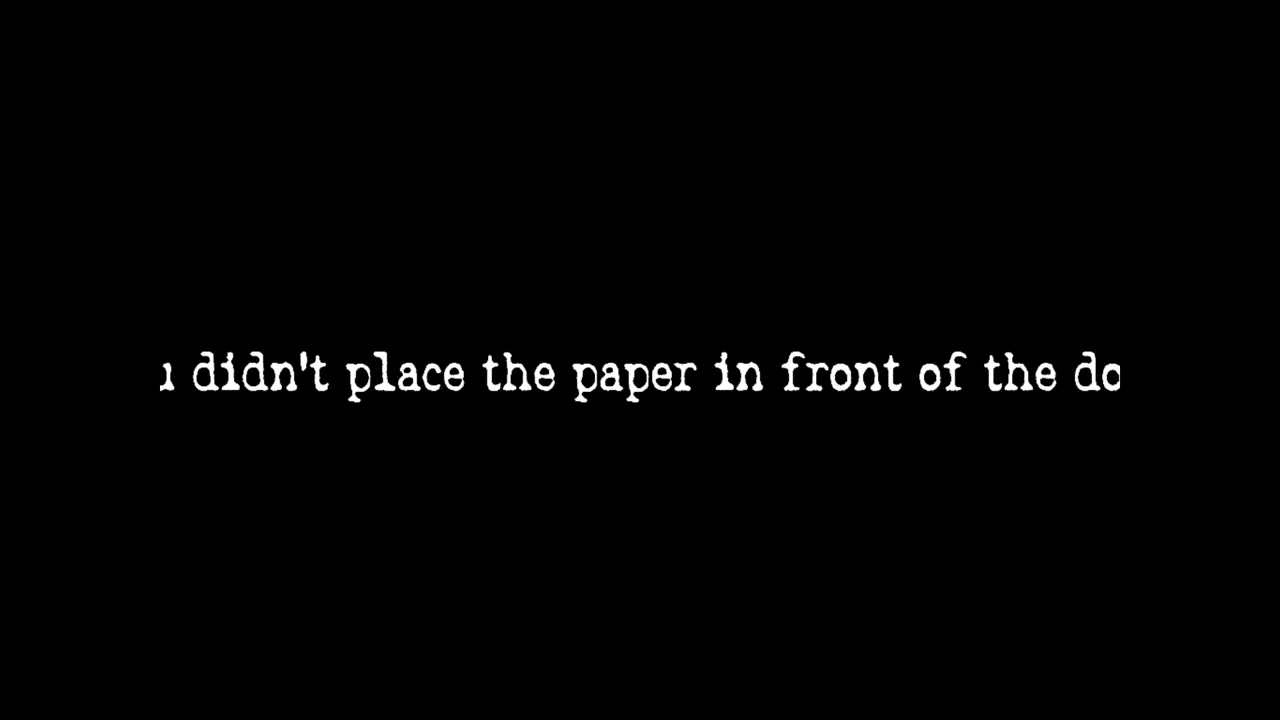 didn't place the paper in front of the